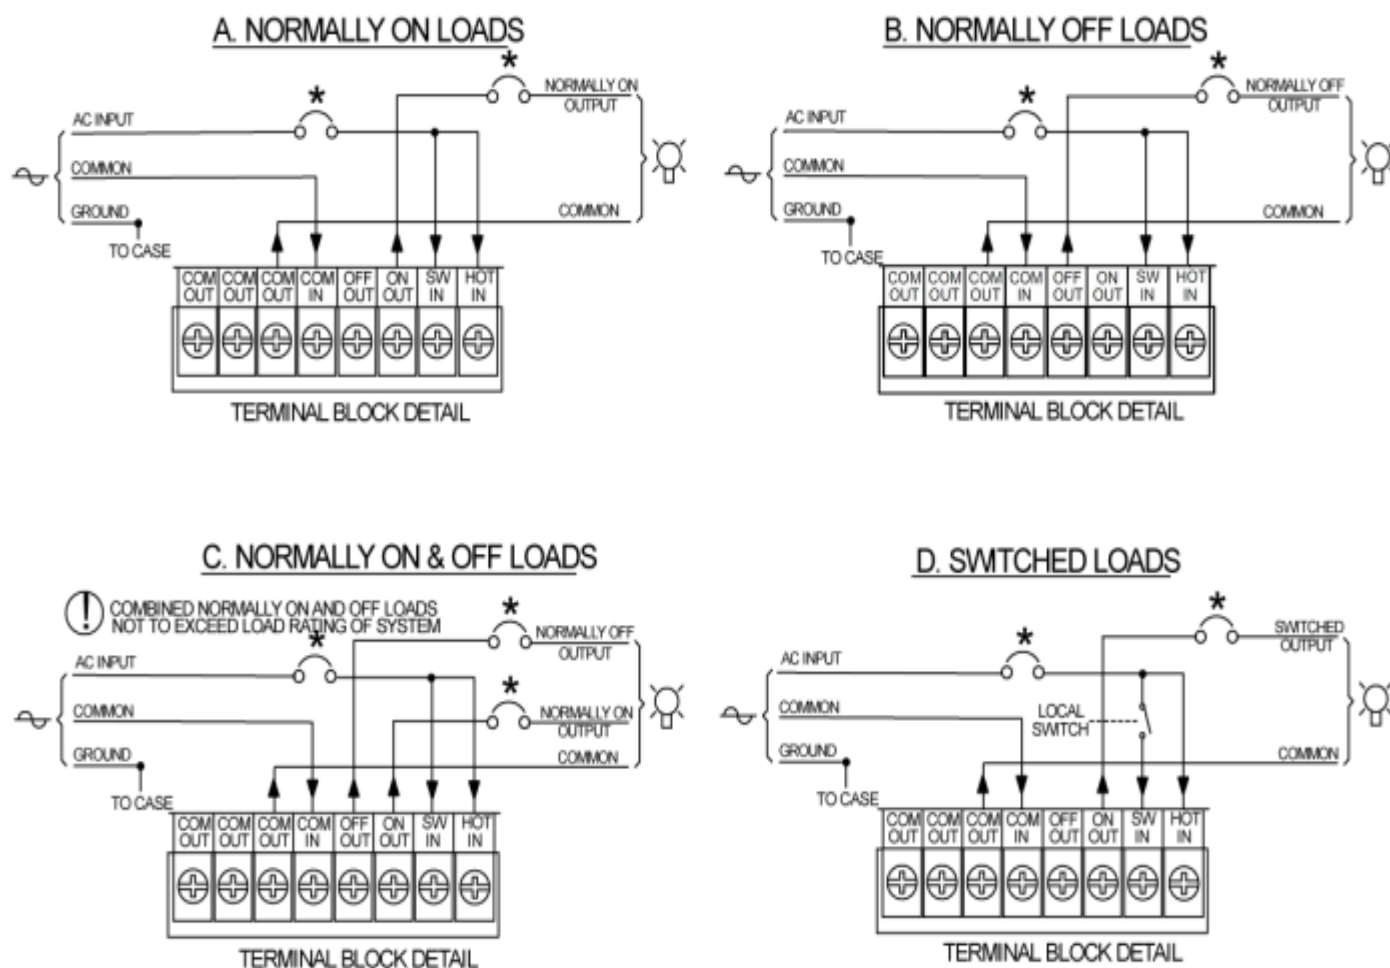 A. NORMALLY ON LOADS
*
*
NORMALLY ON
OUTPUT
AC INPUT
COMMON
GROUND
COMMON
TO CASE
COM COM COM COM OFF ON SW HOT
OUT OUT OUT IN OUT OUT IN IN
TERMINAL BLOCK DETAIL
B. NORMALLY OFF LOADS
*
*
NORMALLY OFF
OUTPUT
AC INPUT
COMMON
GROUND
COMMON
TO CASE
COM COM COM COM OFF ON SW HOT
OUT OUT OUT IN OUT OUT IN IN
TERMINAL BLOCK DETAIL
C. NORMALLY ON & OFF LOADS
! COMBINED NORMALLY ON AND OFF LOADS
NOT TO EXCEED LOAD RATING OF SYSTEM
*
*
NORMALLY OFF
OUTPUT
AC INPUT
*
COMMON
NORMALLY ON
OUTPUT
GROUND
COMMON
TO CASE
COM COM COM COM OFF ON SW HOT
OUT OUT OUT IN OUT OUT IN IN
TERMINAL BLOCK DETAIL
D. SWITCHED LOADS
*
*
SWITCHED
OUTPUT
AC INPUT
COMMON
LOCAL
SWITCH
GROUND
COMMON
TO CASE
COM COM COM COM OFF ON SW HOT
OUT OUT OUT IN OUT OUT IN IN
TERMINAL BLOCK DETAIL